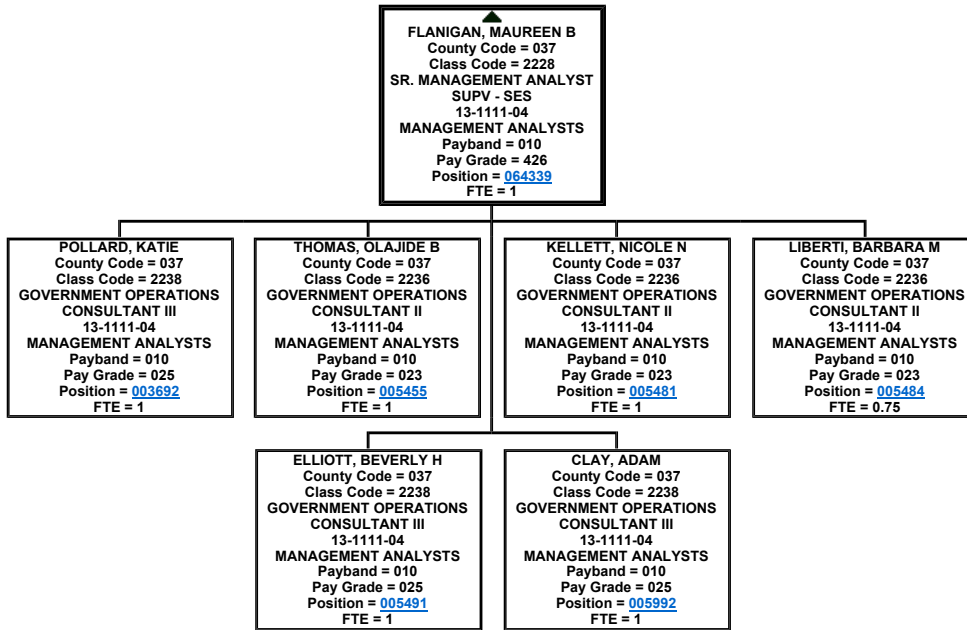 FLANIGAN, MAUREEN B
County Code = 037
Class Code = 2228
SR. MANAGEMENT ANALYST
SUPV - SES
13-1111-04
MANAGEMENT ANALYSTS
Payband = 010
Pay Grade = 426
Position = 064339
FTE = 1
POLLARD, KATIE
County Code = 037
Class Code = 2238
GOVERNMENT OPERATIONS
CONSULTANT III
13-1111-04
MANAGEMENT ANALYSTS
Payband = 010
Pay Grade = 025
Position = 003692
FTE = 1
THOMAS, OLAJIDE B
County Code = 037
Class Code = 2236
GOVERNMENT OPERATIONS
CONSULTANT II
13-1111-04
MANAGEMENT ANALYSTS
Payband = 010
Pay Grade = 023
Position = 005455
FTE = 1
KELLETT, NICOLE N
County Code = 037
Class Code = 2236
GOVERNMENT OPERATIONS
CONSULTANT II
13-1111-04
MANAGEMENT ANALYSTS
Payband = 010
Pay Grade = 023
Position = 005481
FTE = 1
LIBERTI, BARBARA M
County Code = 037
Class Code = 2236
GOVERNMENT OPERATIONS
CONSULTANT II
13-1111-04
MANAGEMENT ANALYSTS
Payband = 010
Pay Grade = 023
Position = 005484
FTE = 0.75
ELLIOTT, BEVERLY H
County Code = 037
Class Code = 2238
GOVERNMENT OPERATIONS
CONSULTANT III
13-1111-04
MANAGEMENT ANALYSTS
Payband = 010
Pay Grade = 025
Position = 005491
FTE = 1
CLAY, ADAM
County Code = 037
Class Code = 2238
GOVERNMENT OPERATIONS
CONSULTANT III
13-1111-04
MANAGEMENT ANALYSTS
Payband = 010
Pay Grade = 025
Position = 005992
FTE = 1